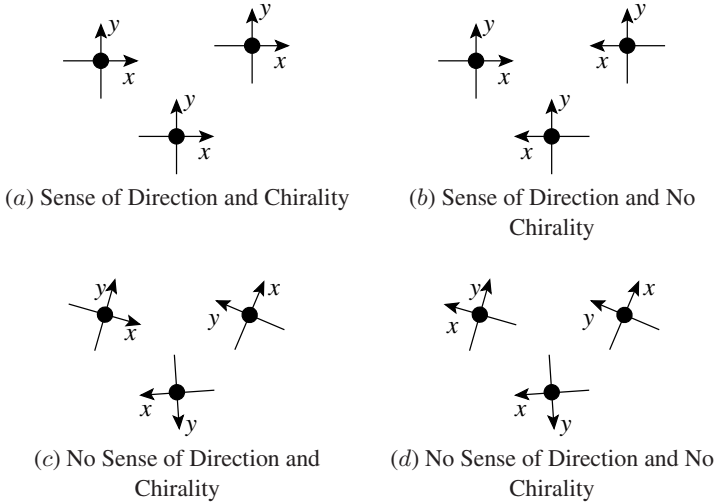 y
y
x
x
y
x
y
y
x
x
y
x
(a) Sense of Direction and Chirality
(b) Sense of Direction and No
Chirality
y
x
x
y
x
y
y
x
x
y
x
y
(c) No Sense of Direction and
Chirality
(d) No Sense of Direction and No
Chirality